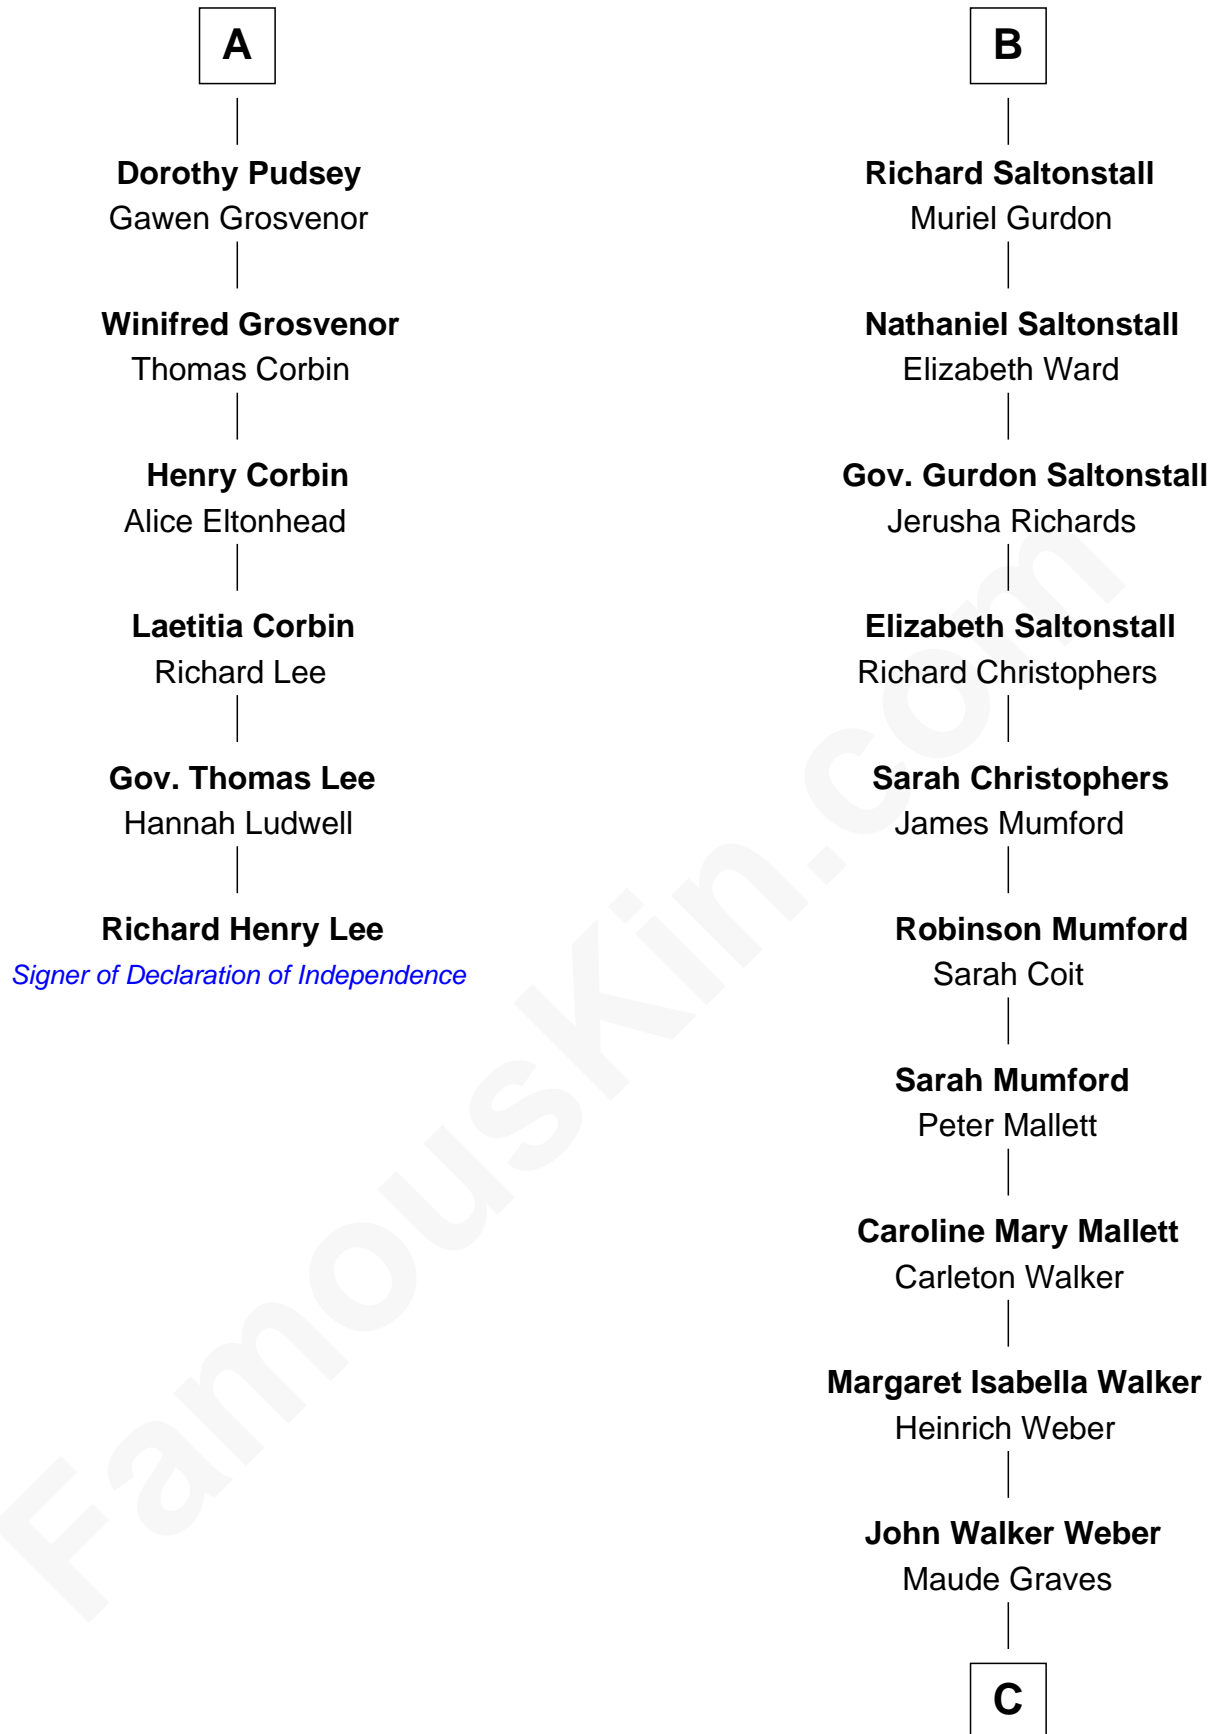 A
Dorothy Pudsey
Gawen Grosvenor
Winifred Grosvenor
Thomas Corbin
Henry Corbin
Alice Eltonhead
Laetitia Corbin
Richard Lee
Gov. Thomas Lee
Hannah Ludwell
Richard Henry Lee
Signer of Declaration of Independence
B
Richard Saltonstall
Muriel Gurdon
Nathaniel Saltonstall
Elizabeth Ward
Gov. Gurdon Saltonstall
Jerusha Richards
Elizabeth Saltonstall
Richard Christophers
Sarah Christophers
James Mumford
Robinson Mumford
Sarah Coit
Sarah Mumford
Peter Mallett
Caroline Mary Mallett
Carleton Walker
Margaret Isabella Walker
Heinrich Weber
John Walker Weber
Maude Graves
C
FamousKin.com